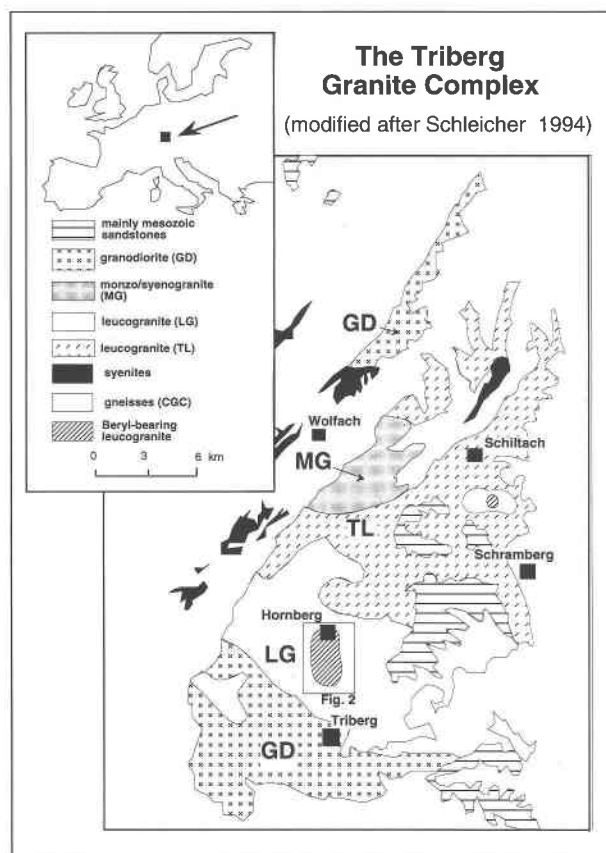 The Triberg
Granite Complex
(modified after Schleicher 1994)
mainly mesozoic
sandstones
granodiorite (GD)
monzo/syenogranite
(MG)
leucogranite (LG)
leucogranite (TL)
syenites
gneisses (CGC)
Beryl-bearing
leucogranite
0 3 6 km
GD
Wolfach
MG
Schiltach
TL
Schramberg
Hornberg
LG
Fig. 2
Triberg
GD